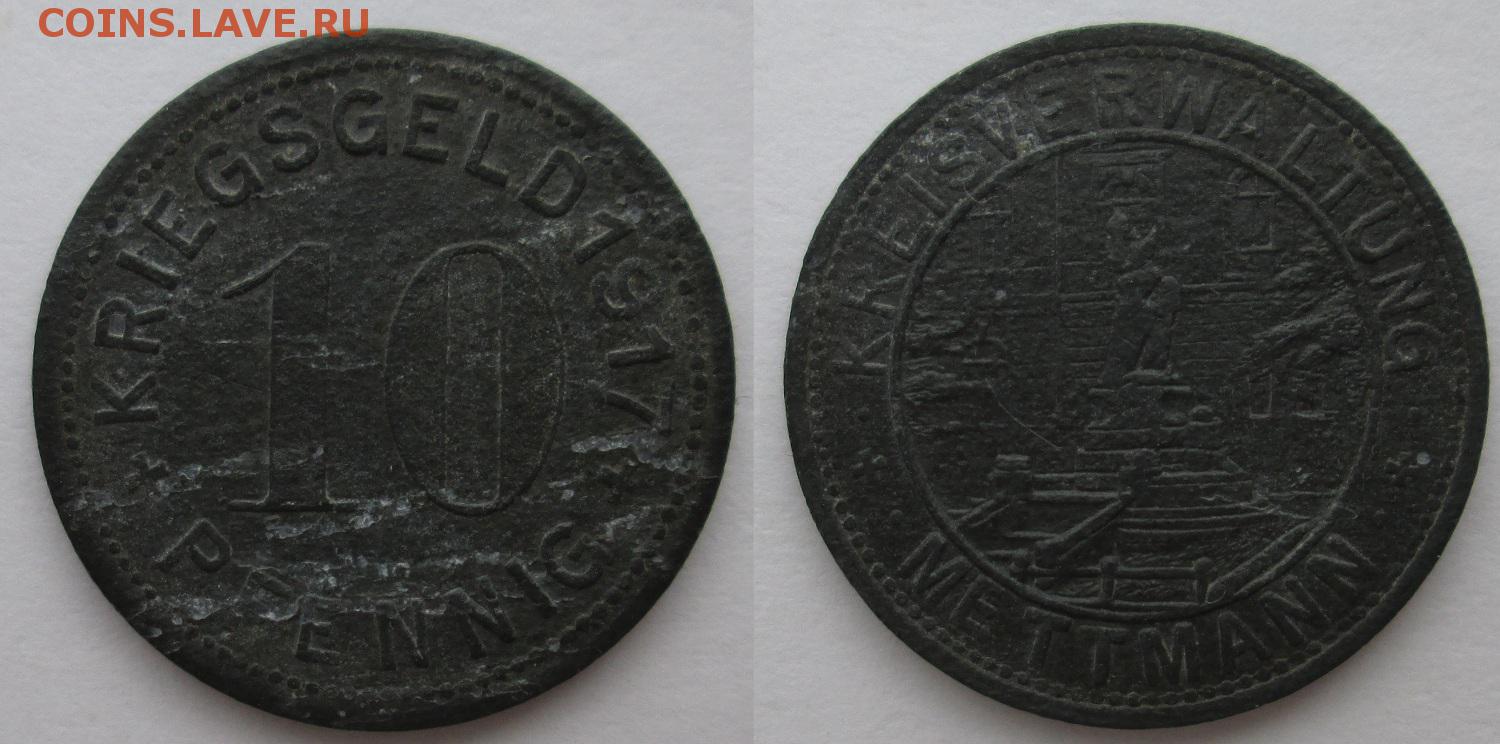 COINS.LAVE.RU
KRIEGSGELD 1917
10
PFENNIG
KREISVERWALTUNG
METTMANN